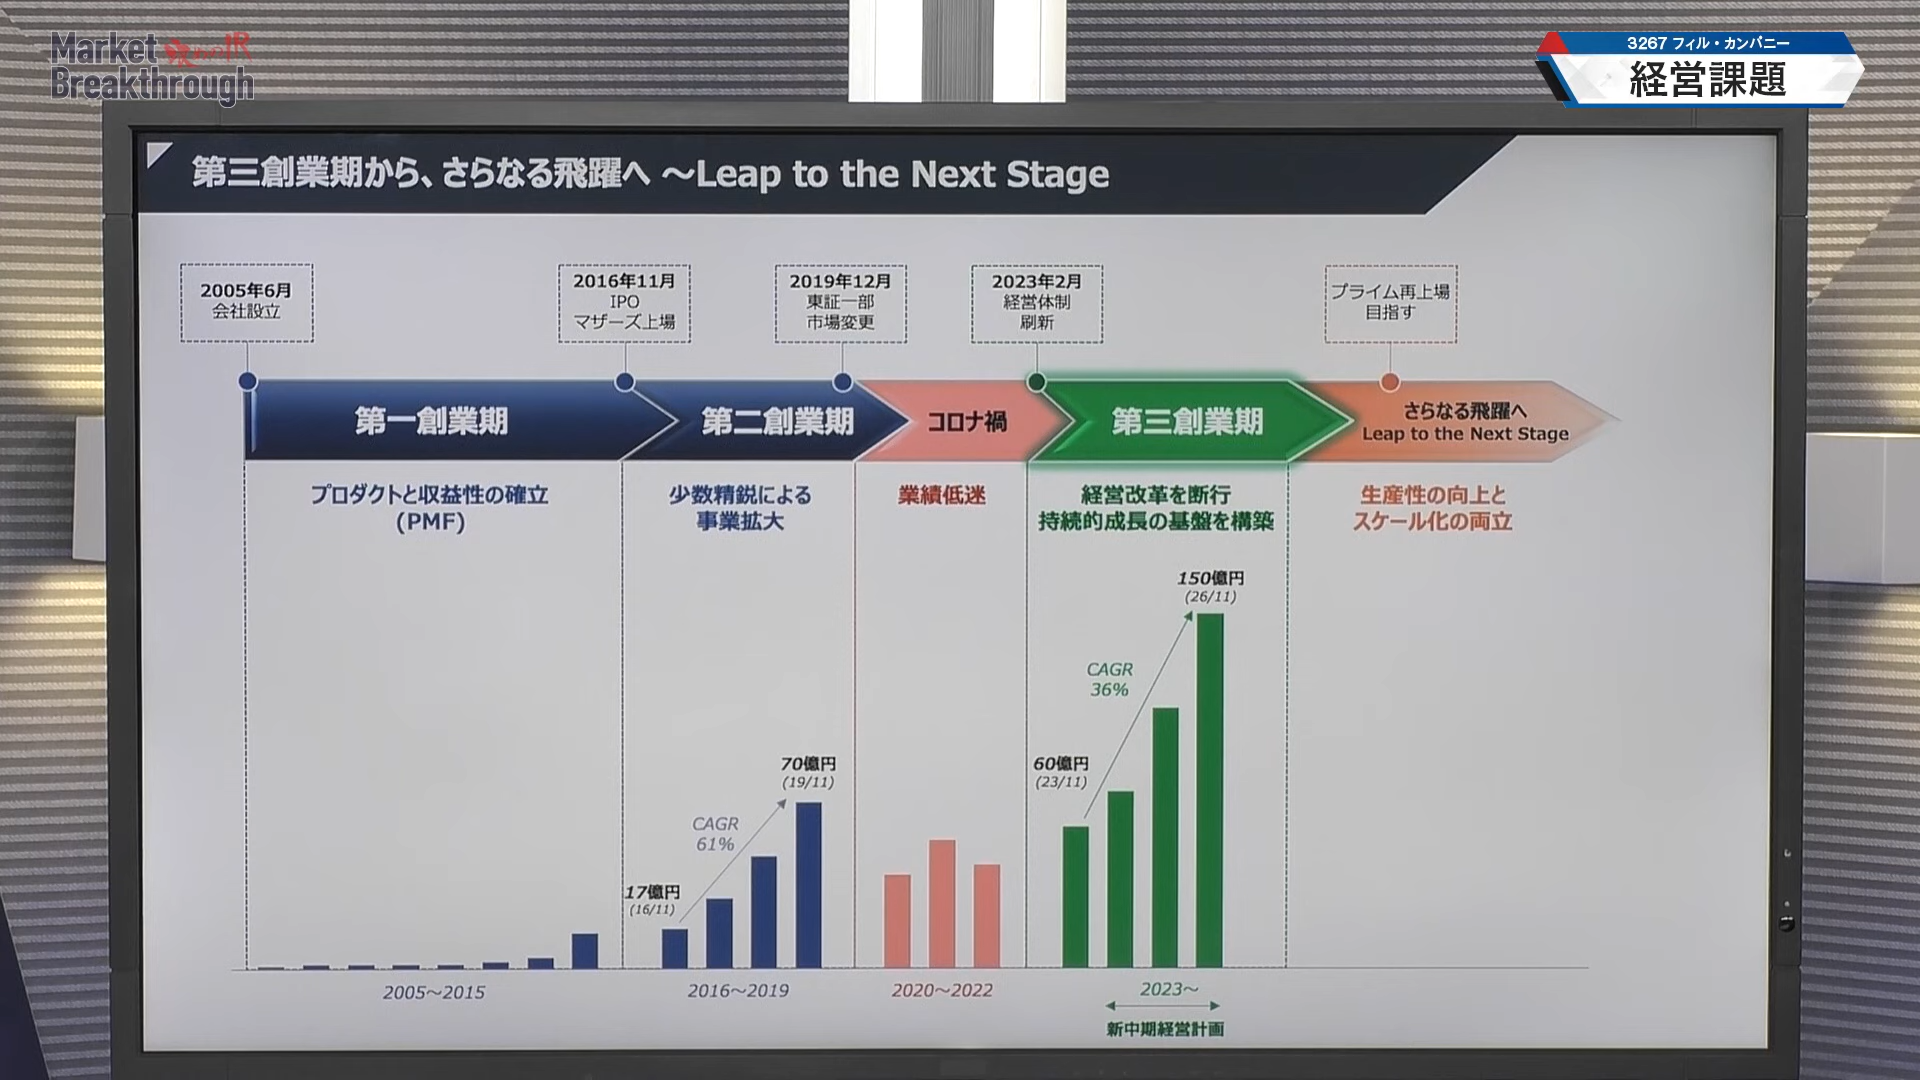 Market
Breakthrough
3267 フィル・カンパニー
経営課題
第三創業期から、さらなる飛躍へ ～Leap to the Next Stage
2005年6月
会社設立
2016年11月
IPO
マザーズ上場
2019年12月
東証一部
市場変更
2023年2月
経営体制
刷新
プライム再上場
目指す
第一創業期
第二創業期
コロナ禍
第三創業期
さらなる飛躍へ
Leap to the Next Stage
プロダクトと収益性の確立
(PMF)
少数精鋭による
事業拡大
業績低迷
経営改革を断行
持続的成長の基盤を構築
生産性の向上と
スケール化の両立
17億円
(16/11)
CAGR
61%
70億円
(19/11)
60億円
(23/11)
CAGR
36%
150億円
(26/11)
2005～2015
2016～2019
2020～2022
2023～
新中期経営計画